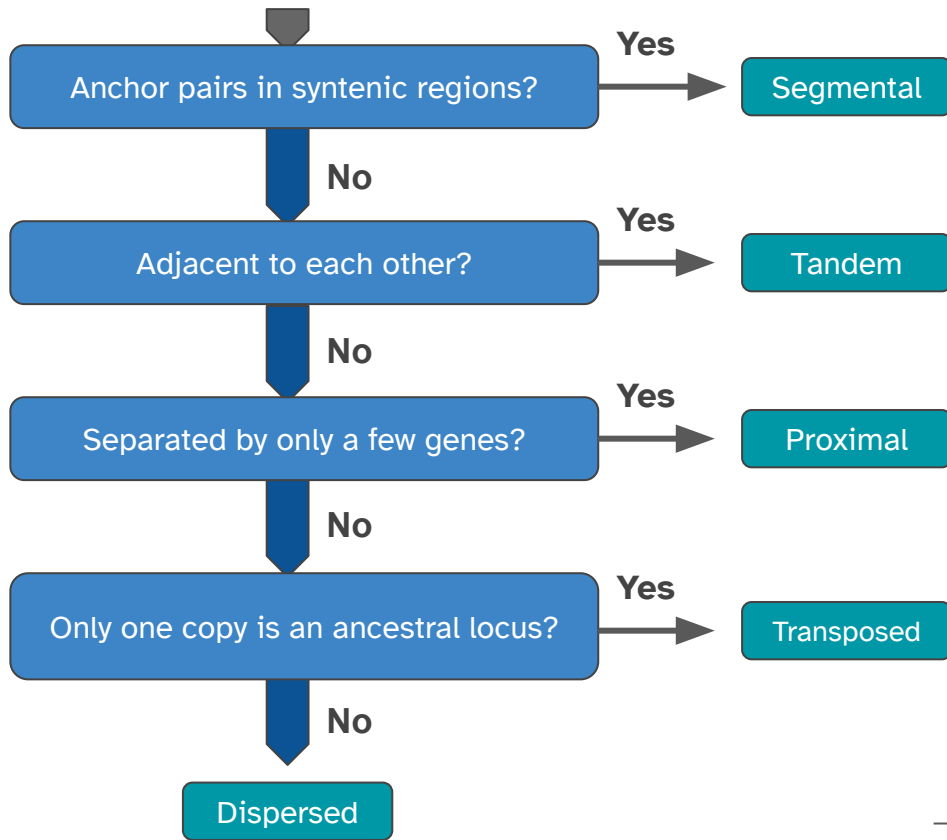 Yes
Anchor pairs in syntenic regions?
Segmental
No
Yes
Adjacent to each other?
Tandem
No
Yes
Separated by only a few genes?
Proximal
No
Yes
Only one copy is an ancestral locus?
Transposed
No
Dispersed